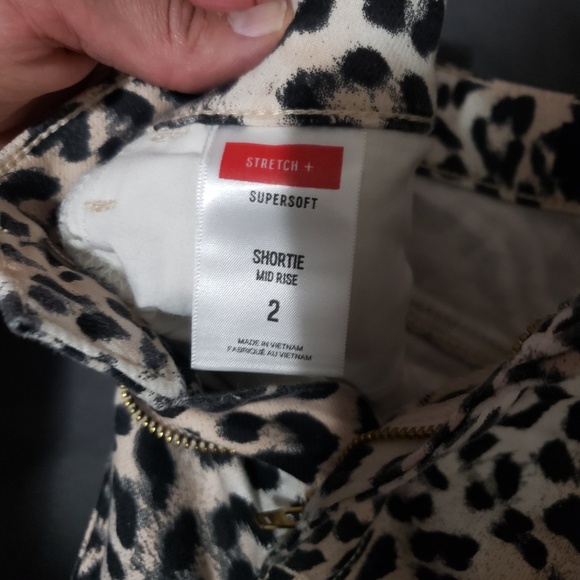 STRETCH +
SUPERSOFT
SHORTIE
MID RISE
2
MADE IN VIETNAM
FABRIQUÉ AU VIETNAM